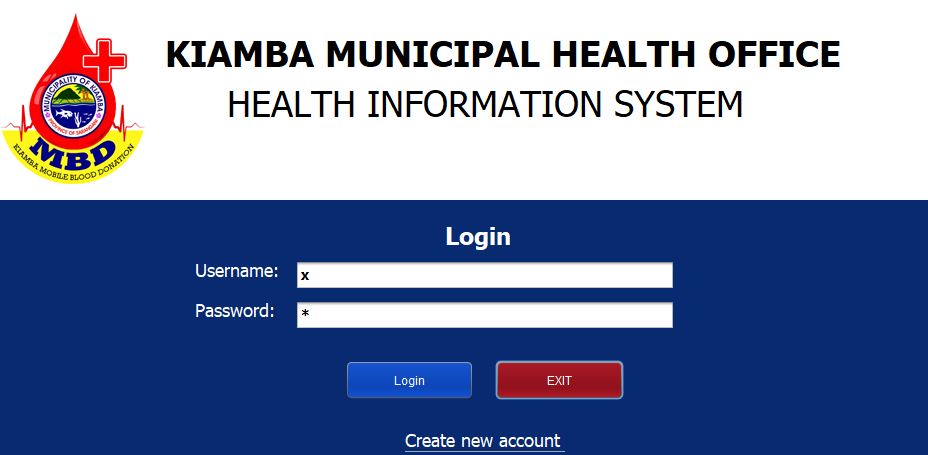 MUNICIPALITY OF KIAMBA
PROVINCE OF SARANGANI
MBD
KIAMBA MOBILE BLOOD DONATION
KIAMBA MUNICIPAL HEALTH OFFICE
HEALTH INFORMATION SYSTEM
Login
Username: x
Password: *
Login EXIT
Create new account